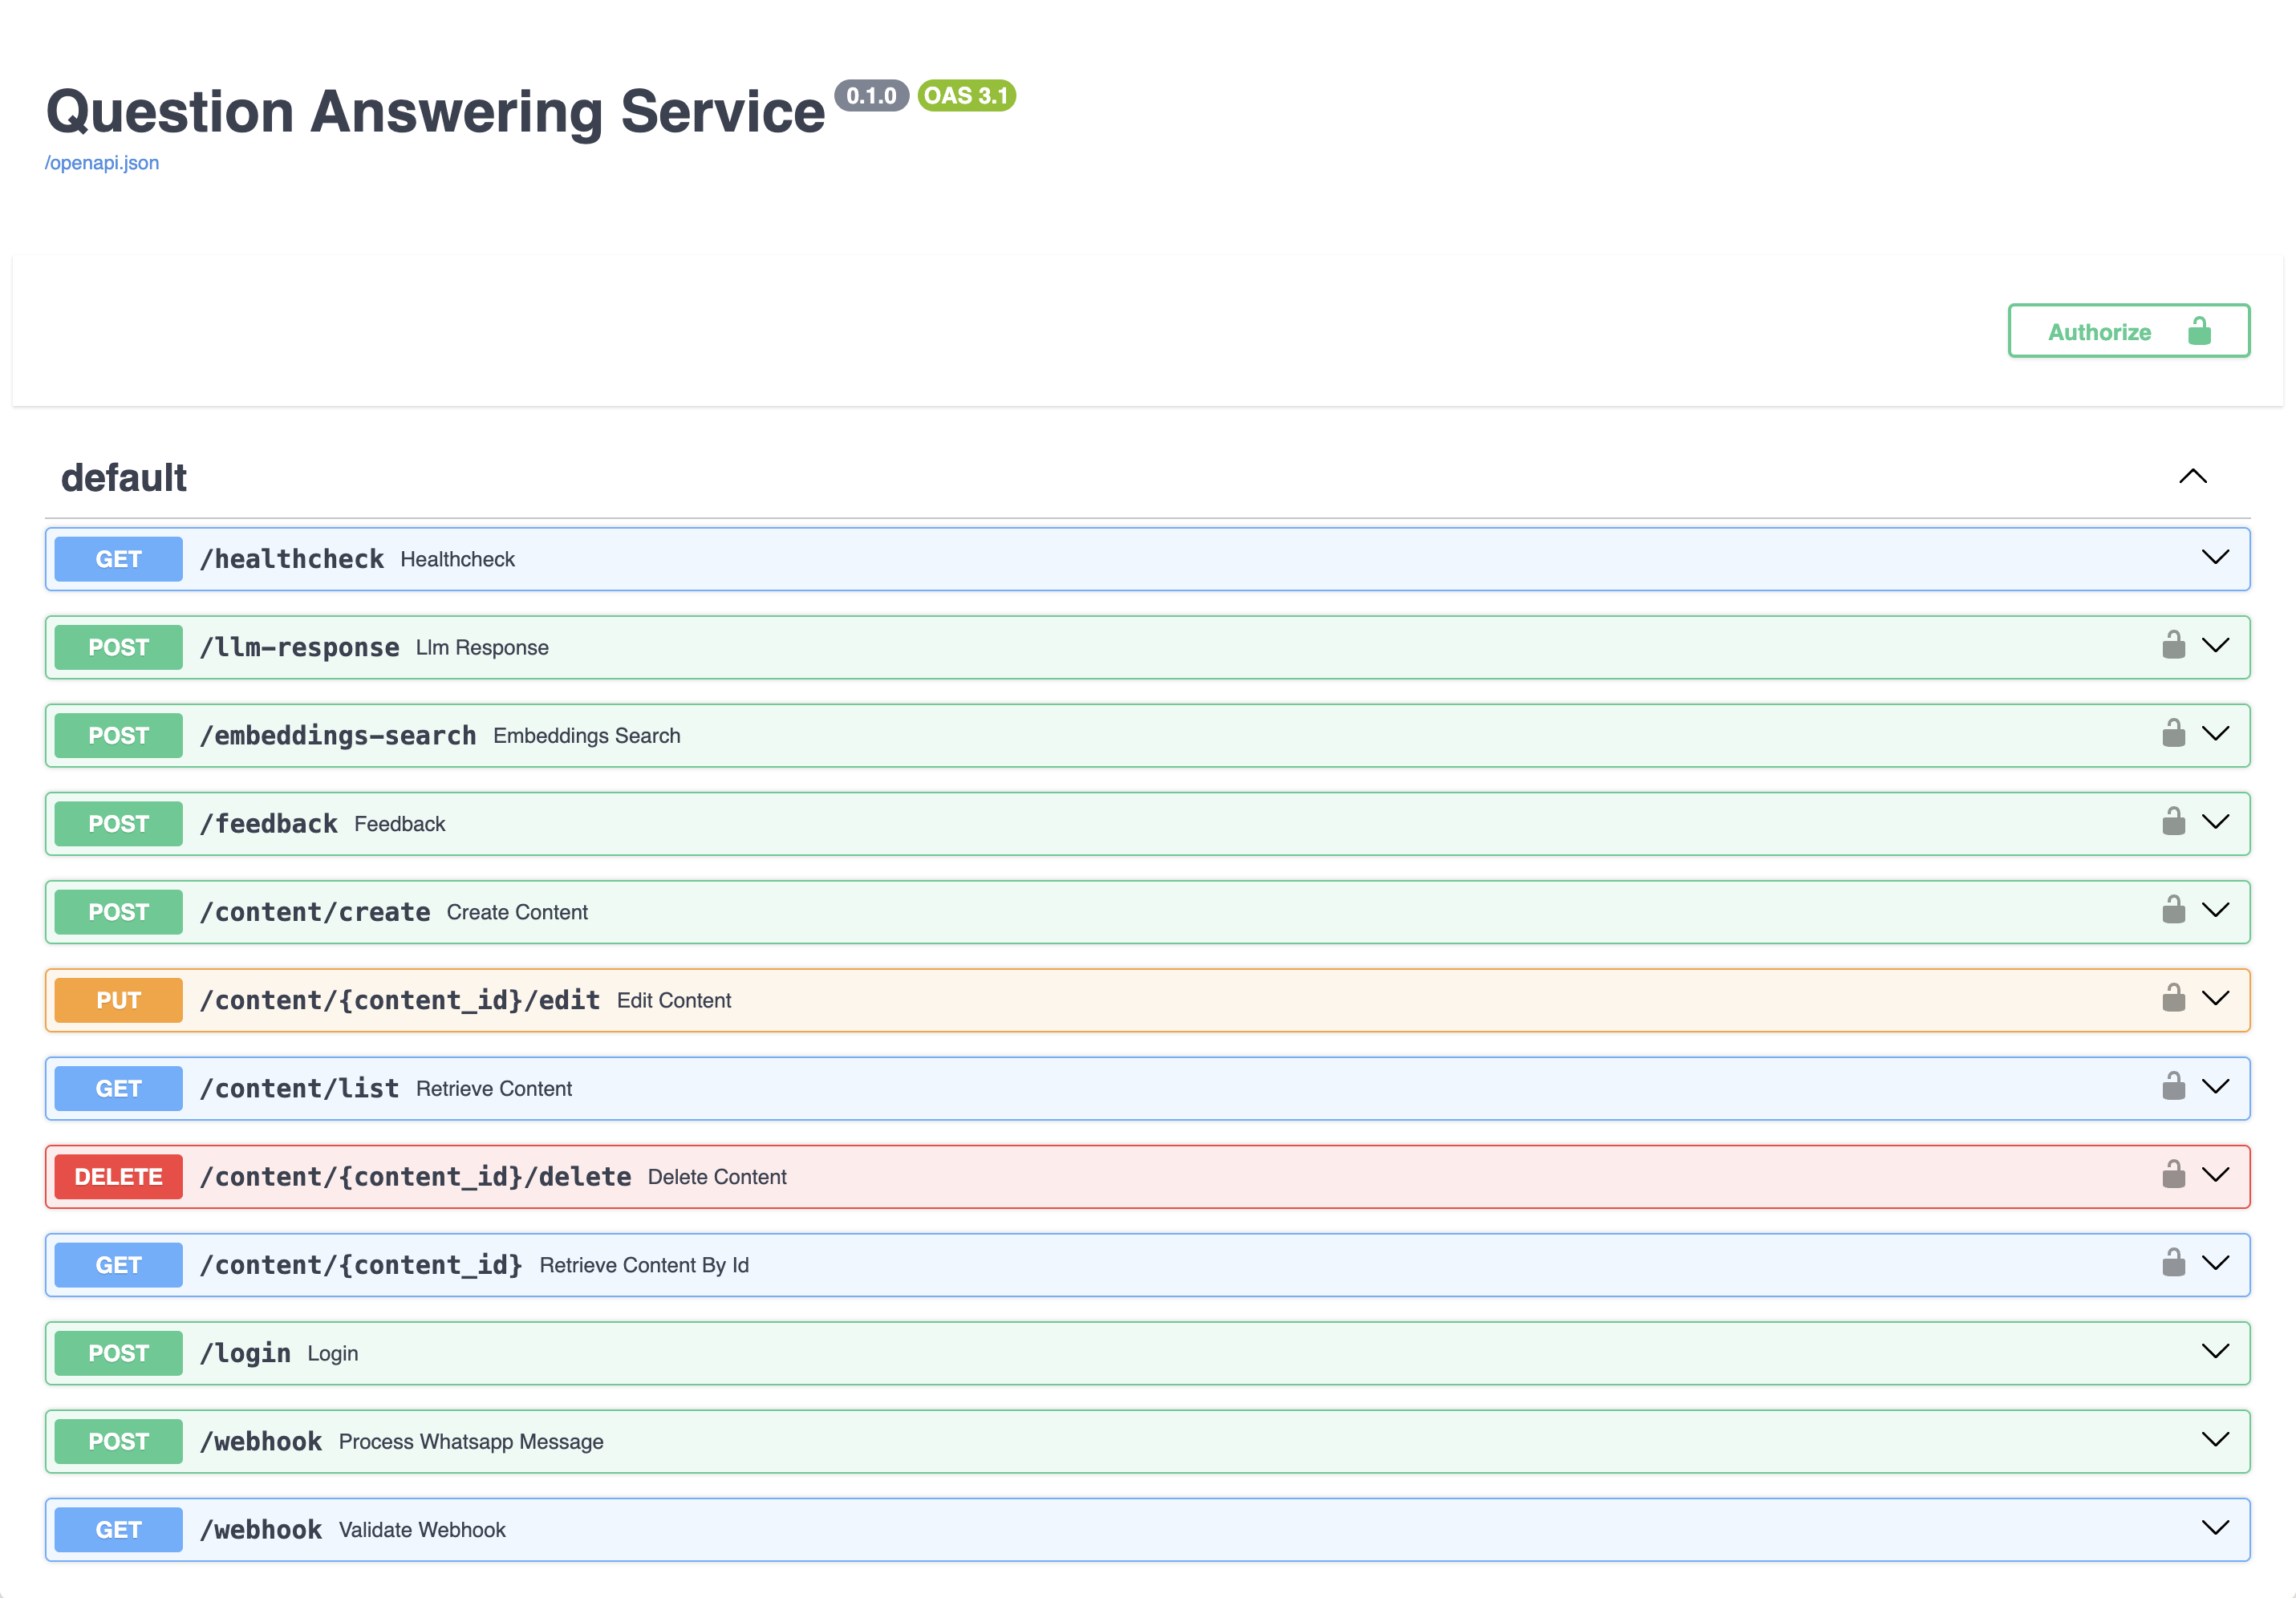 Question Answering Service 0.1.0 OAS 3.1
/openapi.json
Authorize
default
GET /healthcheck Healthcheck
POST /llm-response Llm Response
POST /embeddings-search Embeddings Search
POST /feedback Feedback
POST /content/create Create Content
PUT /content/{content_id}/edit Edit Content
GET /content/list Retrieve Content
DELETE /content/{content_id}/delete Delete Content
GET /content/{content_id} Retrieve Content By Id
POST /login Login
POST /webhook Process Whatsapp Message
GET /webhook Validate Webhook